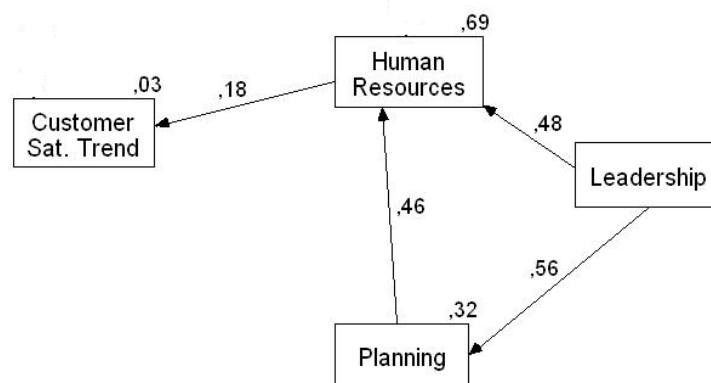 ,69
Human
Resources
,03
,18
Customer
Sat. Trend
,48
Leadership
,46
,56
,32
Planning